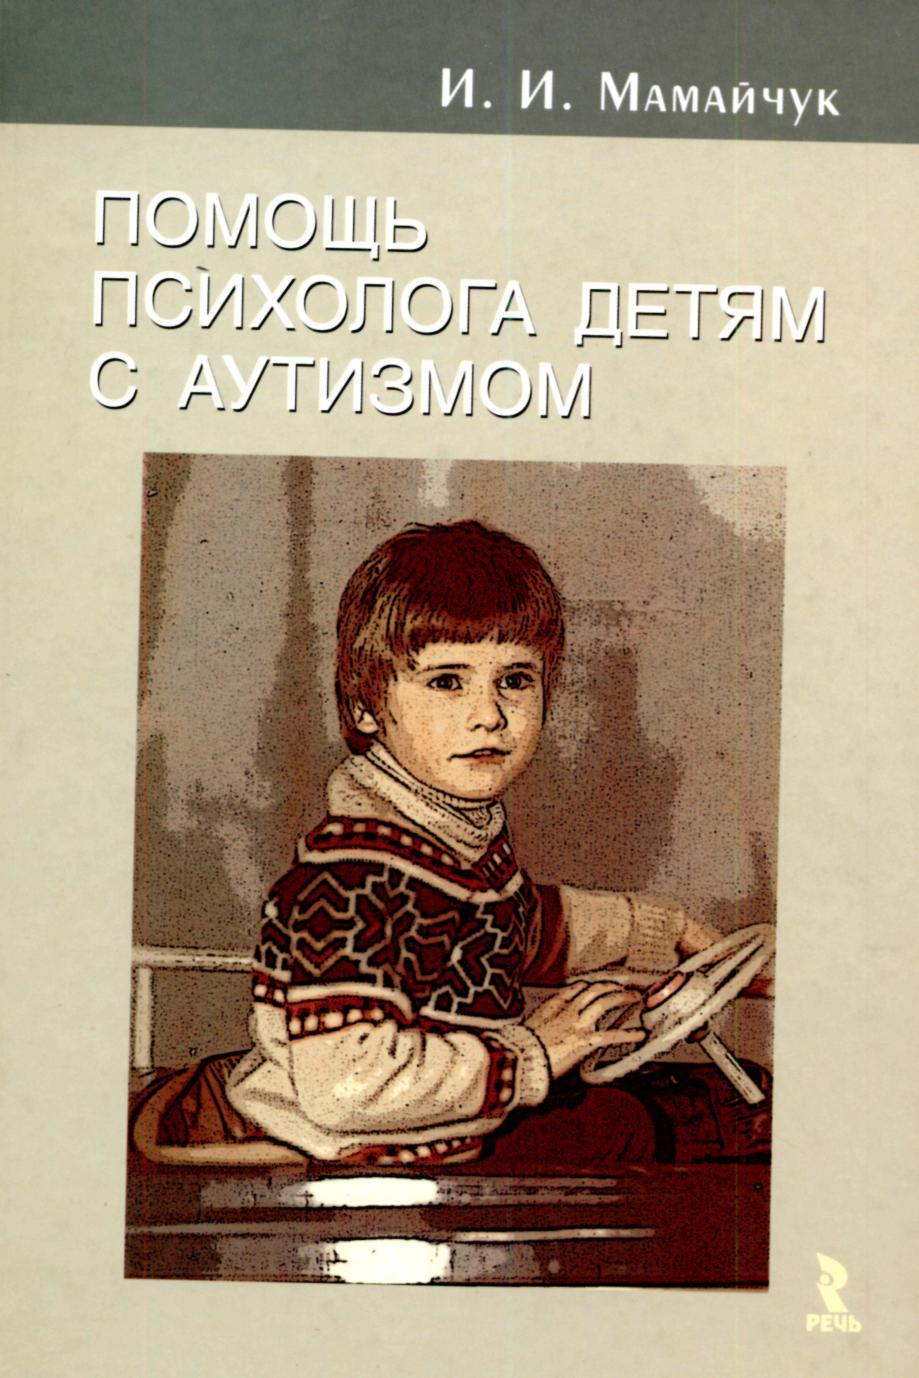 И. И. Мамайчук
ПОМОЩЬ
ПСИХОЛОГА ДЕТЯМ
С АУТИЗМОМ
РЕЧЬ